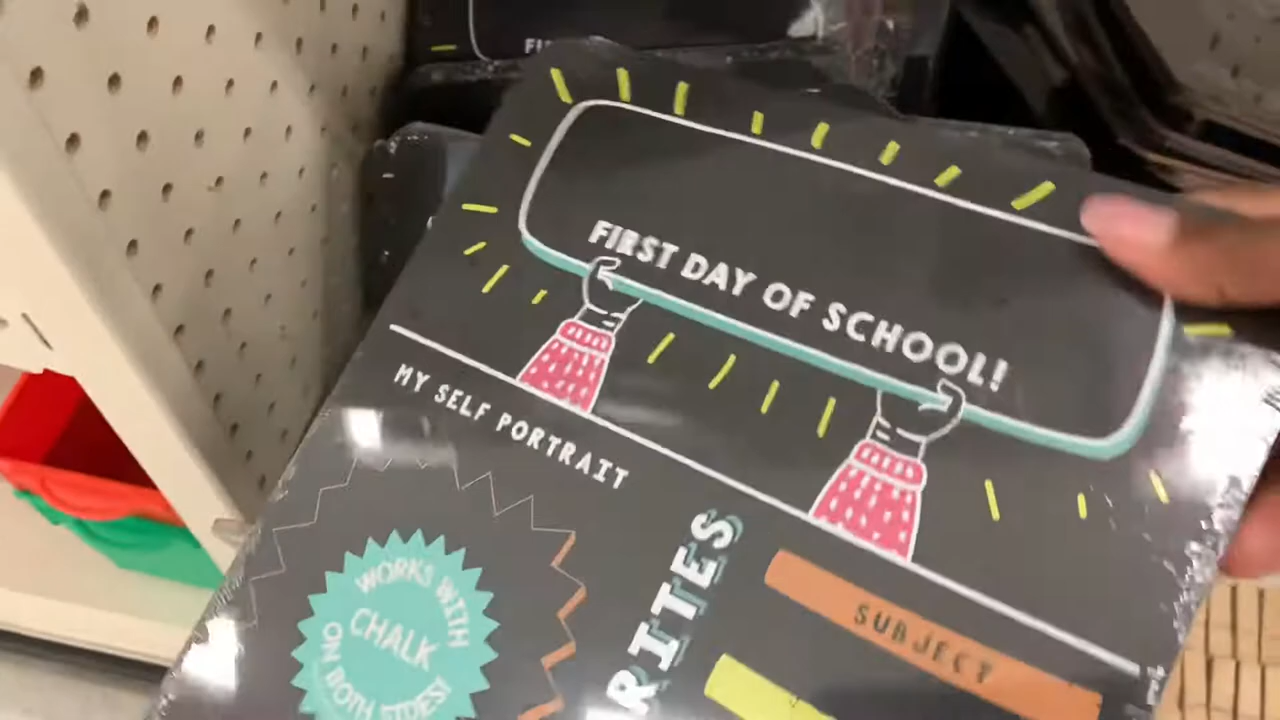 FIRST DAY OF SCHOOL!
MY SELF PORTRAIT
WORKS WITH
CHALK
ON BOTH SIDES!
RITES
SUBJECT